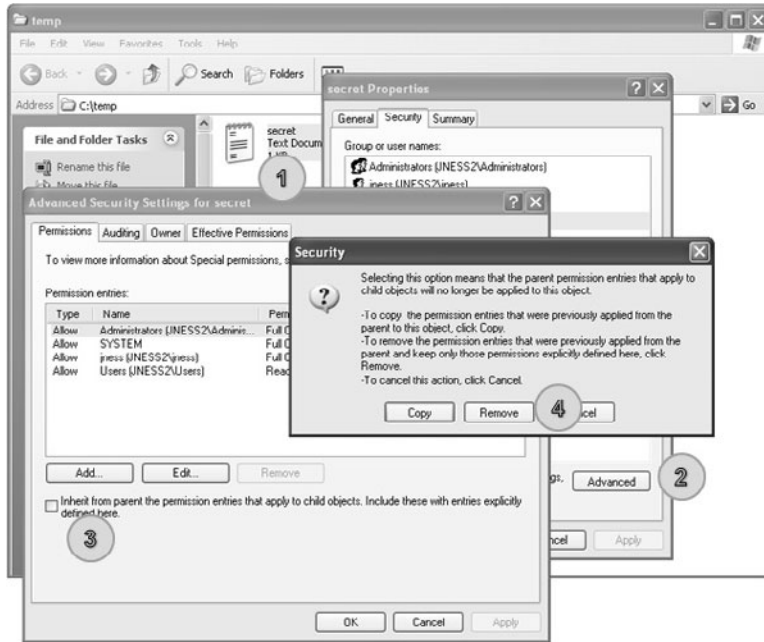 temp
File Edit View Favorites Tools Help
Back Search Folders
Address C:\temp Go
File and Folder Tasks
Rename this file
Move this file
secret
Text Docum
1 KB
1
secret Properties
General Security Summary
Group or user names:
Administrators (JNESS2\Administrators)
jness (JNESS2\jness)
Advanced Security Settings for secret
Permissions Auditing Owner Effective Permissions
To view more information about Special permissions, s
Permission entries:
Type Name Perm
Allow Administrators (JNESS2\Adminis... Full C
Allow SYSTEM Full C
Allow jness (JNESS2\jness) Full C
Allow Users (JNESS2\Users) Read
Add... Edit... Remove
Inherit from parent the permission entries that apply to child objects. Include these with entries explicitly
defined here.
3
OK Cancel Apply
Security
Selecting this option means that the parent permission entries that apply to
child objects will no longer be applied to this object.
-To copy the permission entries that were previously applied from the
parent to this object, click Copy.
-To remove the permission entries that were previously applied from the
parent and keep only those permissions explicitly defined here, click
Remove.
-To cancel this action, click Cancel.
Copy Remove 4 cel
gs, Advanced 2
ncel Apply